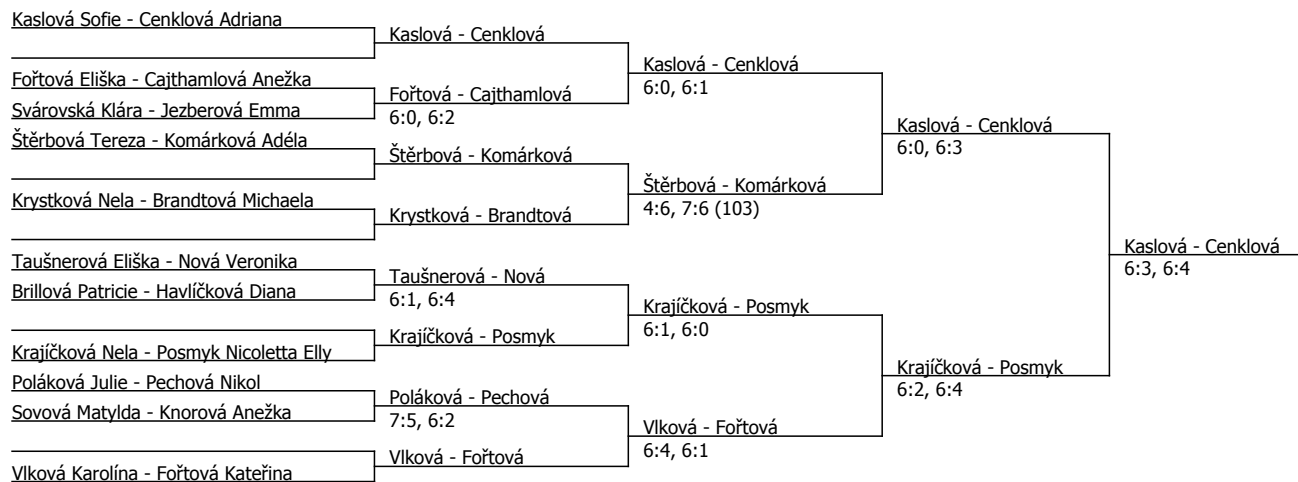 Kaslová Sofie - Cenklová Adriana
Fořtová Eliška - Cajthamlová Anežka
Svárovská Klára - Jezberová Emma
Štěrbová Tereza - Komárková Adéla
Krystková Nela - Brandtová Michaela
Taušnerová Eliška - Nová Veronika
Brillová Patricie - Havlíčková Diana
Krajíčková Nela - Posmyk Nicoletta Elly
Poláková Julie - Pechová Nikol
Sovová Matylda - Knorová Anežka
Vlková Karolína - Fořtová Kateřina
Kaslová - Cenklová
Fořtová - Cajthamlová
6:0, 6:2
Štěrbová - Komárková
Krystková - Brandtová
Taušnerová - Nová
6:1, 6:4
Krajíčková - Posmyk
Poláková - Pechová
7:5, 6:2
Vlková - Fořtová
Kaslová - Cenklová
6:0, 6:1
Štěrbová - Komárková
4:6, 7:6 (103)
Krajíčková - Posmyk
6:1, 6:0
Vlková - Fořtová
6:4, 6:1
Kaslová - Cenklová
6:0, 6:3
Krajíčková - Posmyk
6:2, 6:4
Kaslová - Cenklová
6:3, 6:4